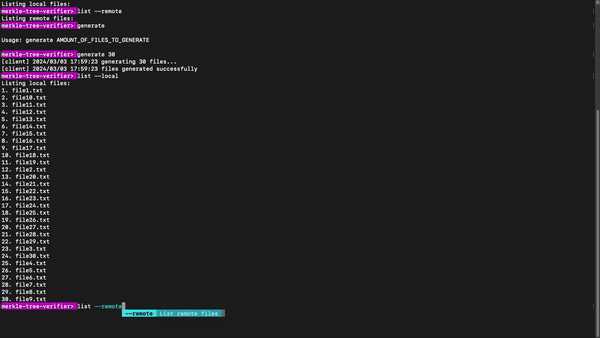 Listing local files:
merkle-tree-verifier> list --remote
Listing remote files:
merkle-tree-verifier> generate
Usage: generate AMOUNT_OF_FILES_TO_GENERATE
merkle-tree-verifier> generate 30
[client] 2024/03/03 17:59:23 generating 30 files...
[client] 2024/03/03 17:59:23 files generated successfully
merkle-tree-verifier> list --local
Listing local files:
1. file1.txt
2. file10.txt
3. file11.txt
4. file12.txt
5. file13.txt
6. file14.txt
7. file15.txt
8. file16.txt
9. file17.txt
10. file18.txt
11. file19.txt
12. file2.txt
13. file20.txt
14. file21.txt
15. file22.txt
16. file23.txt
17. file24.txt
18. file25.txt
19. file26.txt
20. file27.txt
21. file28.txt
22. file29.txt
23. file3.txt
24. file30.txt
25. file4.txt
26. file5.txt
27. file6.txt
28. file7.txt
29. file8.txt
30. file9.txt
merkle-tree-verifier> list --remote
--remote List remote files